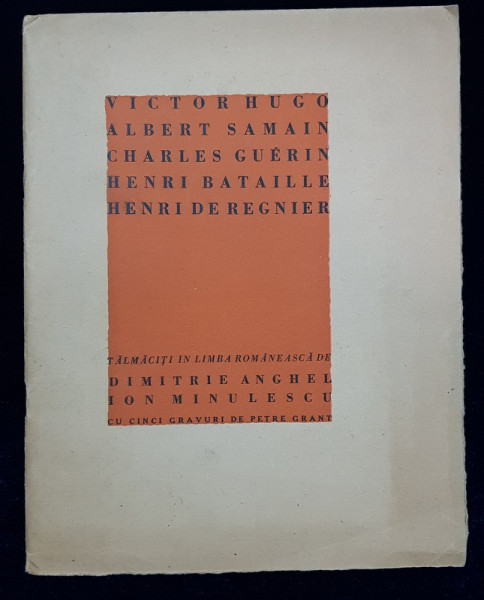 VICTOR HUGO
ALBERT SAMAIN
CHARLES GUÉRIN
HENRI BATAILLE
HENRI DE REGNIER
TĂLMĂCIȚI IN LIMBA ROMÂNEASCĂ DE
DIMITRIE ANGHEL
ION MINULESCU
CU CINCI GRAVURI DE PETRE GRANT